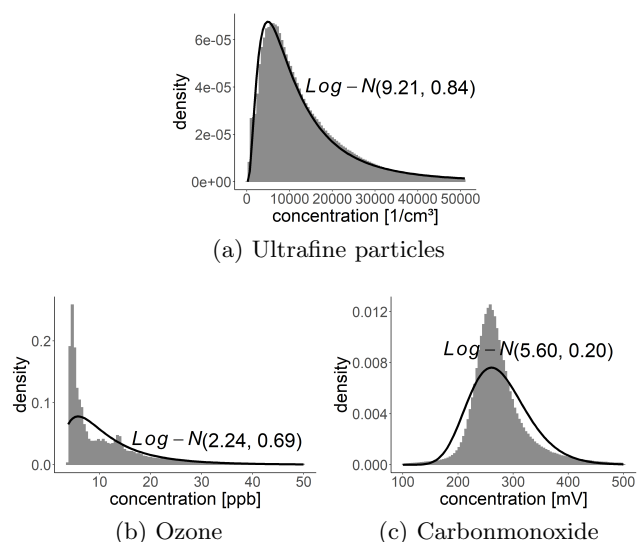 6e-05
4e-05
2e-05
0e+00
density
Log-N(9.21, 0.84)
0 10000 20000 30000 40000 50000
concentration [1/cm³]
(a) Ultrafine particles
0.2
0.1
0.0
density
Log-N(2.24, 0.69)
10 20 30 40 50
concentration [ppb]
(b) Ozone
0.012
0.008
0.004
0.000
density
Log-N(5.60, 0.20)
100 200 300 400 500
concentration [mV]
(c) Carbonmonoxide